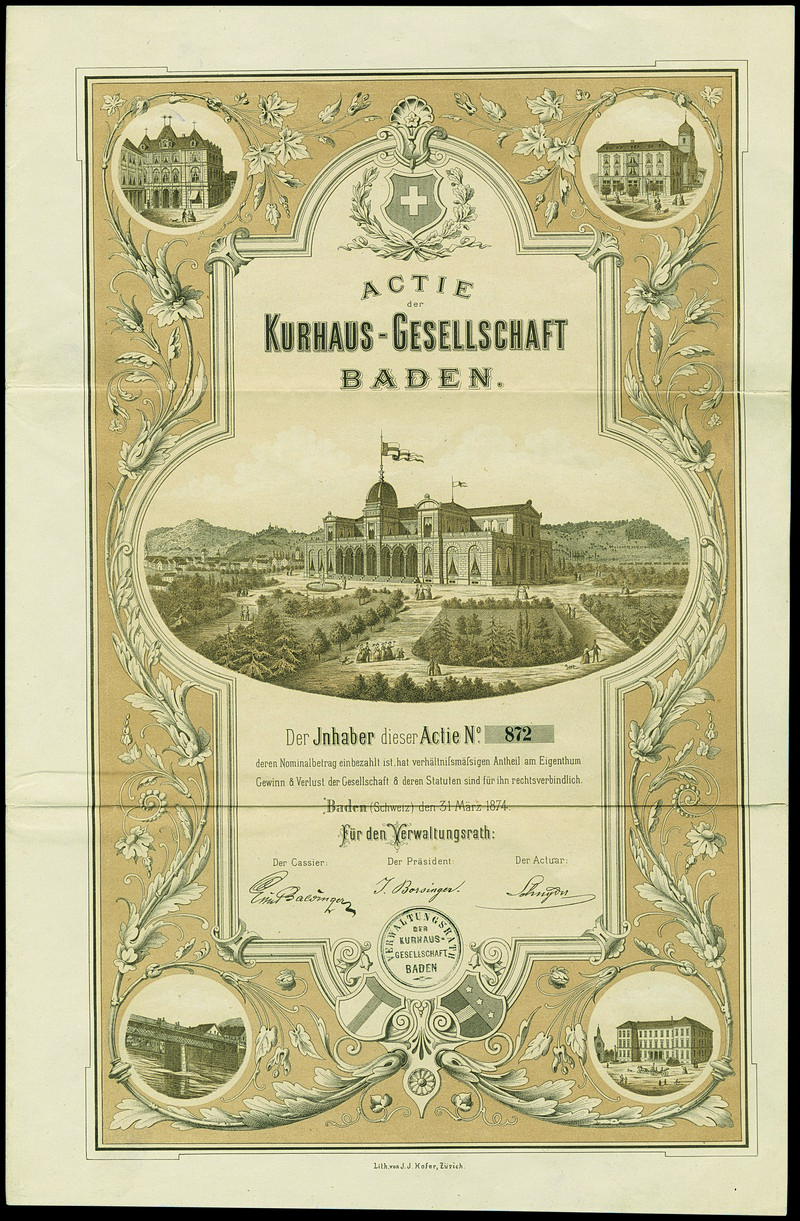 ACTIE
der
KURHAUS-GESELLSCHAFT
BADEN.
Der Jnhaber dieser Actie No. 872
deren Nominalbetrag einbezahlt ist, hat verhältniſsmäſsigen Antheil am Eigenthum
Gewinn & Verlust der Gesellschaft & deren Statuten sind für ihn rechtsverbindlich.
Baden (Schweiz) den 31 März 1874.
Für den Verwaltungsrath:
Der Cassier: Der Präsident: Der Actuar:
J. Borsinger.
VERWALTUNGSRATH
DER
KURHAUS-
GESELLSCHAFT
BADEN
Lith. von J. J. Hofer, Zürich.